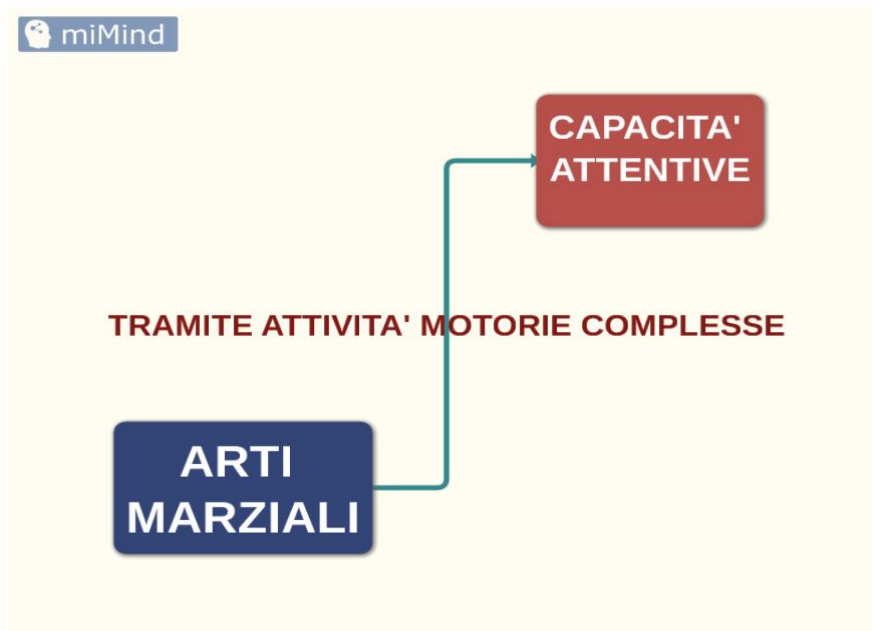 miMind
CAPACITA'
ATTENTIVE
TRAMITE ATTIVITA' MOTORIE COMPLESSE
ARTI
MARZIALI